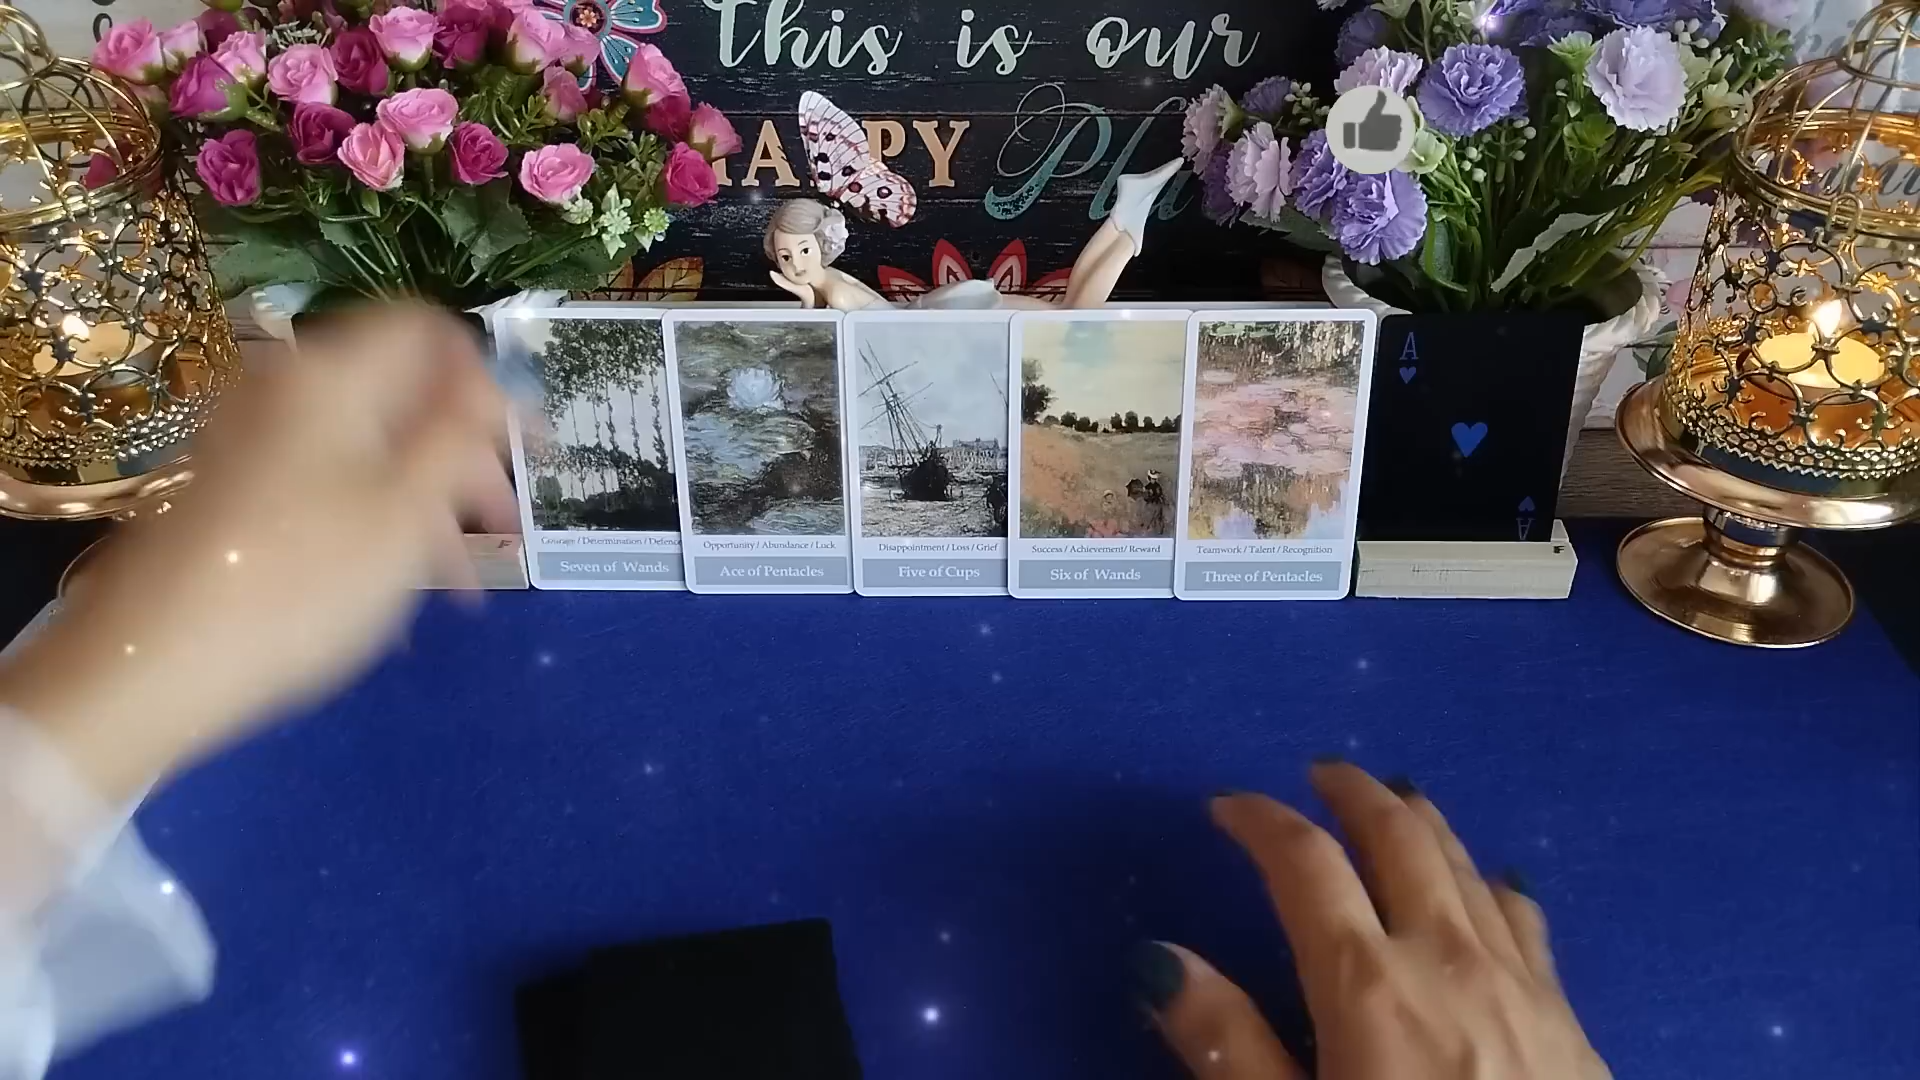 this is our
HAPPY
Courage / Determination / Defence
Seven of Wands
Opportunity / Abundance / Luck
Ace of Pentacles
Disappointment / Loss / Grief
Five of Cups
Success / Achievement/ Reward
Six of Wands
Teamwork / Talent / Recognition
Three of Pentacles
A
A
F
F